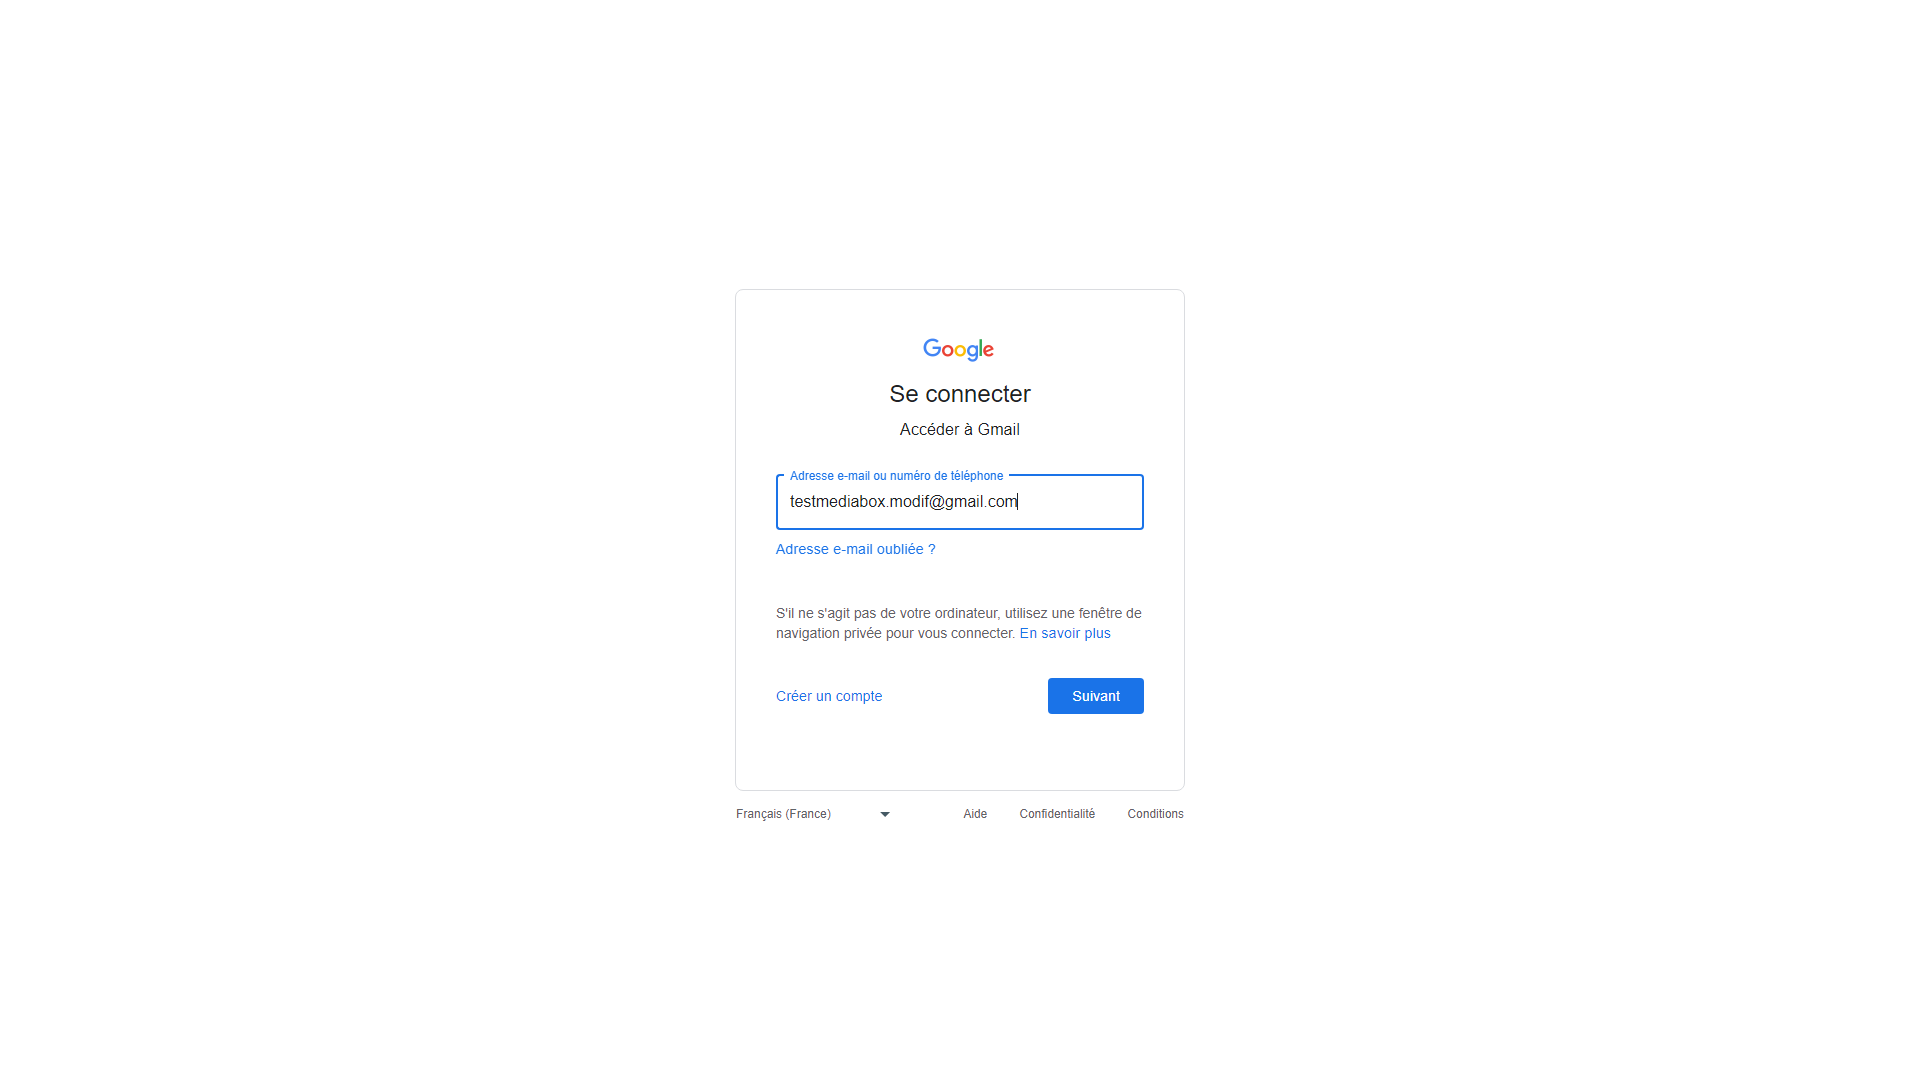 Google
Se connecter
Accéder à Gmail
Adresse e-mail ou numéro de téléphone
testmediabox.modif@gmail.com
Adresse e-mail oubliée ?
S'il ne s'agit pas de votre ordinateur, utilisez une fenêtre de
navigation privée pour vous connecter. En savoir plus
Créer un compte
Suivant
Français (France)
Aide
Confidentialité
Conditions